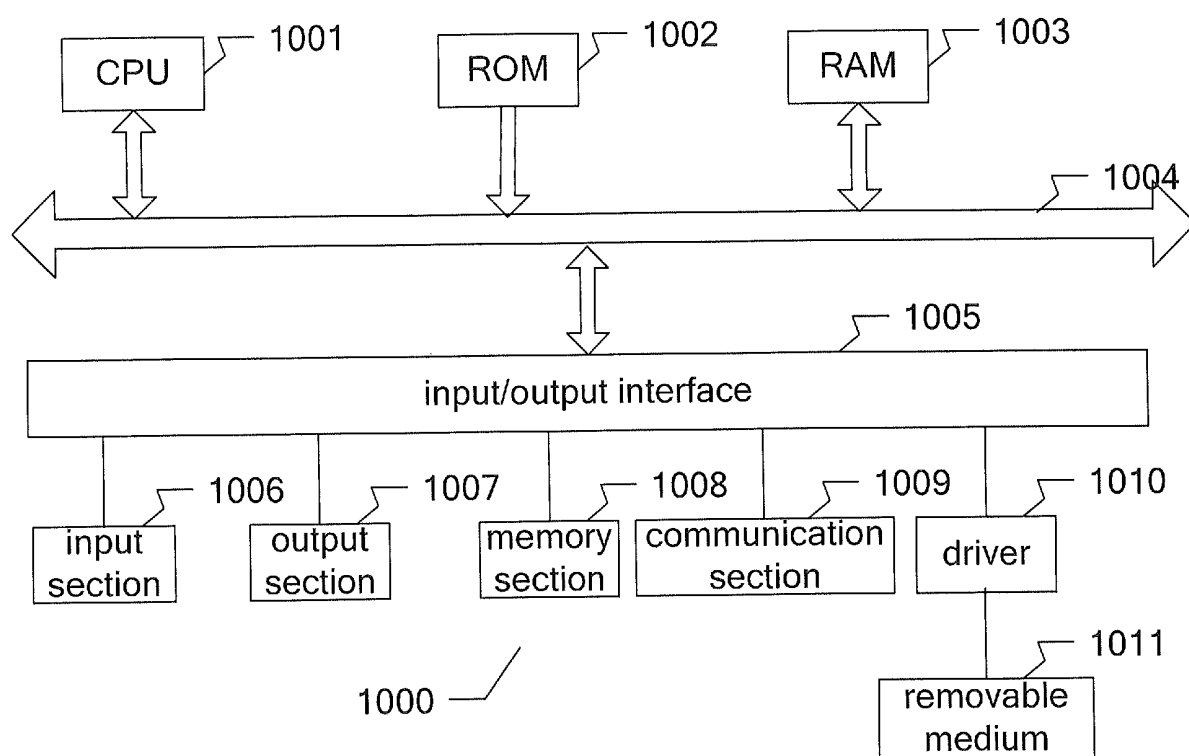 CPU 1001
ROM 1002
RAM 1003
1004
1005
input/output interface
1006
input
section
1007
output
section
1008
memory
section
1009
communication
section
1010
driver
1011
removable
medium
1000